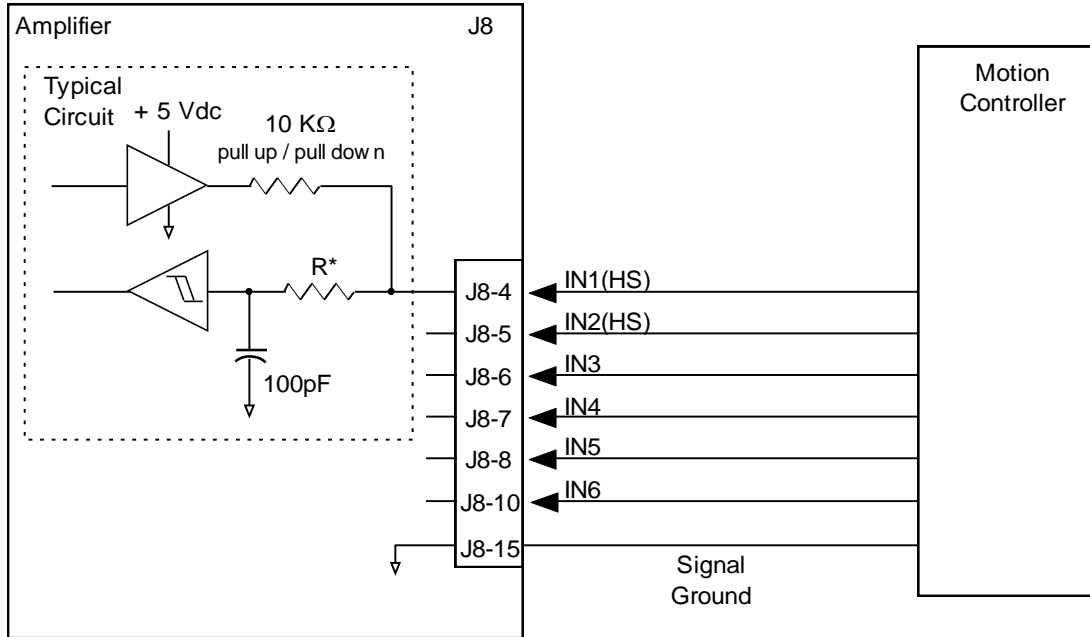 Amplifier
J8
Typical
Circuit
+ 5 Vdc
10 KΩ
pull up / pull down
R*
100pF
J8-4
J8-5
J8-6
J8-7
J8-8
J8-10
J8-15
IN1(HS)
IN2(HS)
IN3
IN4
IN5
IN6
Signal
Ground
Motion
Controller